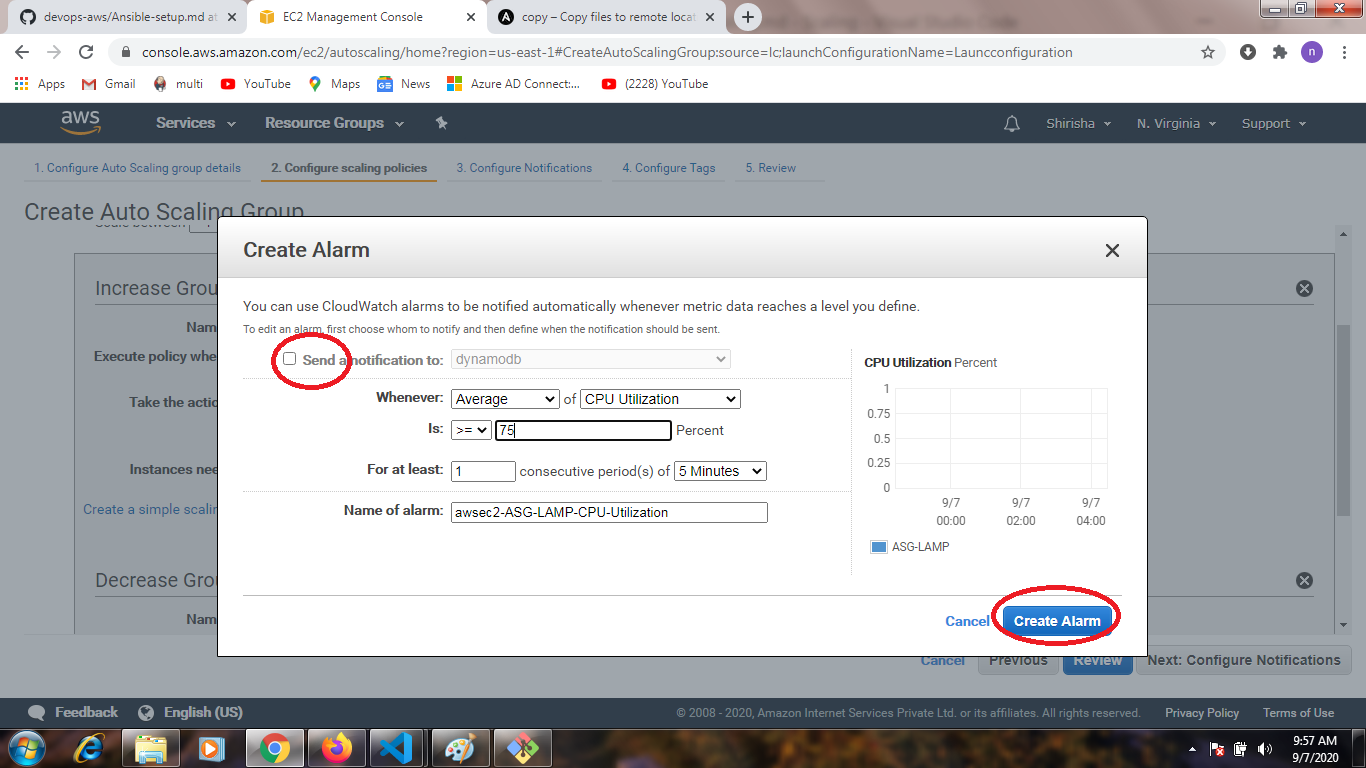 devops-aws/Ansible-setup.md at
EC2 Management Console
copy – Copy files to remote locat
console.aws.amazon.com/ec2/autoscaling/home?region=us-east-1#CreateAutoScalingGroup:source=lc;launchConfigurationName=Launcconfiguration
n
Apps Gmail multi YouTube Maps News Azure AD Connect:... (2228) YouTube
aws Services Resource Groups Shirisha N. Virginia Support
1. Configure Auto Scaling group details 2. Configure scaling policies 3. Configure Notifications 4. Configure Tags 5. Review
Create Auto Scaling Group
Scale between
Create Alarm
Increase Grou
You can use CloudWatch alarms to be notified automatically whenever metric data reaches a level you define.
Nam
To edit an alarm, first choose whom to notify and then define when the notification should be sent.
Execute policy whe
Send a notification to: dynamodb
CPU Utilization Percent
Take the actio
Whenever: Average of CPU Utilization
Is: >= 75 Percent
Instances nee
For at least: 1 consecutive period(s) of 5 Minutes
Create a simple scalin
Name of alarm: awsec2-ASG-LAMP-CPU-Utilization
1
0.75
0.5
0.25
0
9/7 9/7 9/7
00:00 02:00 04:00
ASG-LAMP
Decrease Grou
Nam
Cancel Create Alarm
Cancel Previous Review Next: Configure Notifications
Feedback English (US) © 2008 - 2020, Amazon Internet Services Private Ltd. or its affiliates. All rights reserved. Privacy Policy Terms of Use
9:57 AM
9/7/2020